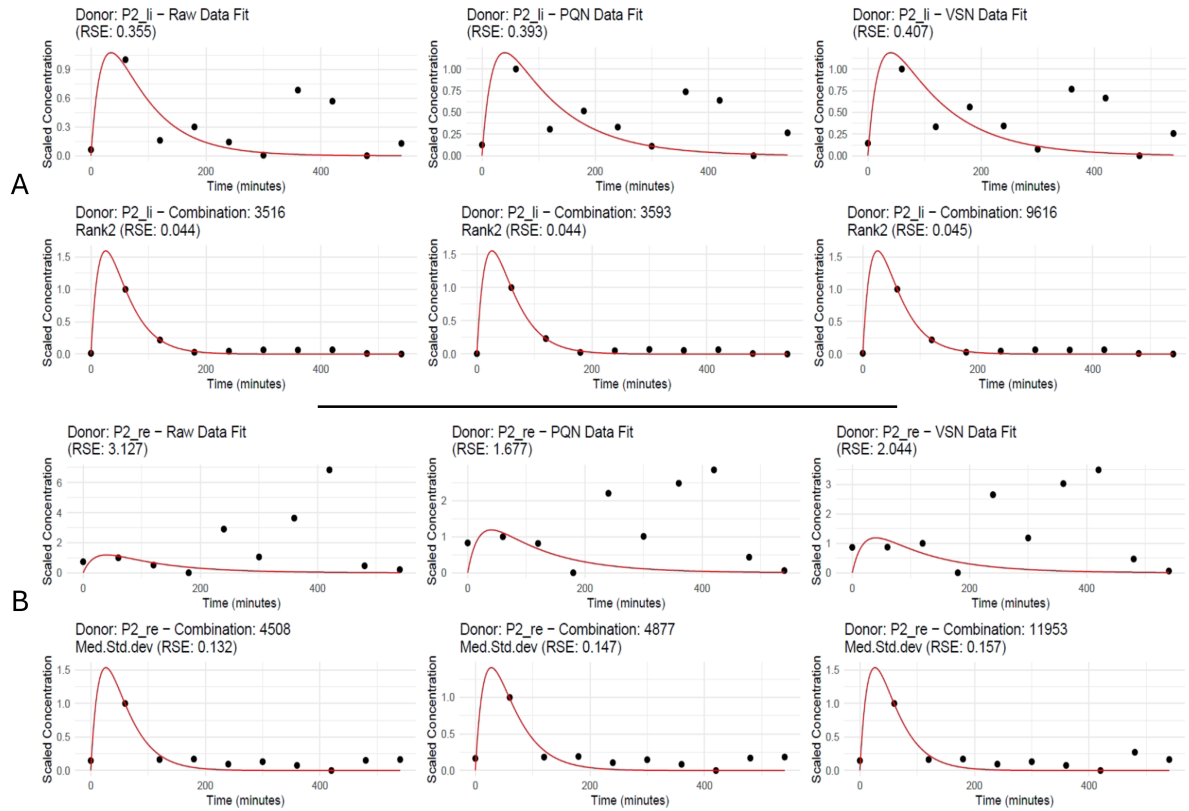 Donor: P2_li − Raw Data Fit
(RSE: 0.355)
Scaled Concentration
0.9
0.6
0.3
0.0
0
200
400
Time (minutes)
Donor: P2_li − PQN Data Fit
(RSE: 0.393)
Scaled Concentration
1.00
0.75
0.50
0.25
0.00
0
200
400
Time (minutes)
Donor: P2_li − VSN Data Fit
(RSE: 0.407)
Scaled Concentration
1.00
0.75
0.50
0.25
0.00
0
200
400
Time (minutes)
A
Donor: P2_li − Combination: 3516
Rank2 (RSE: 0.044)
Scaled Concentration
1.5
1.0
0.5
0.0
0
200
400
Time (minutes)
Donor: P2_li − Combination: 3593
Rank2 (RSE: 0.044)
Scaled Concentration
1.5
1.0
0.5
0.0
0
200
400
Time (minutes)
Donor: P2_li − Combination: 9616
Rank2 (RSE: 0.045)
Scaled Concentration
1.5
1.0
0.5
0.0
0
200
400
Time (minutes)
Donor: P2_re − Raw Data Fit
(RSE: 3.127)
Scaled Concentration
6
4
2
0
0
200
400
Time (minutes)
Donor: P2_re − PQN Data Fit
(RSE: 1.677)
Scaled Concentration
2
1
0
0
200
400
Time (minutes)
Donor: P2_re − VSN Data Fit
(RSE: 2.044)
Scaled Concentration
3
2
1
0
0
200
400
Time (minutes)
B
Donor: P2_re − Combination: 4508
Med.Std.dev (RSE: 0.132)
Scaled Concentration
1.5
1.0
0.5
0.0
0
200
400
Time (minutes)
Donor: P2_re − Combination: 4877
Med.Std.dev (RSE: 0.147)
Scaled Concentration
1.0
0.5
0.0
0
200
400
Time (minutes)
Donor: P2_re − Combination: 11953
Med.Std.dev (RSE: 0.157)
Scaled Concentration
1.5
1.0
0.5
0.0
0
200
400
Time (minutes)